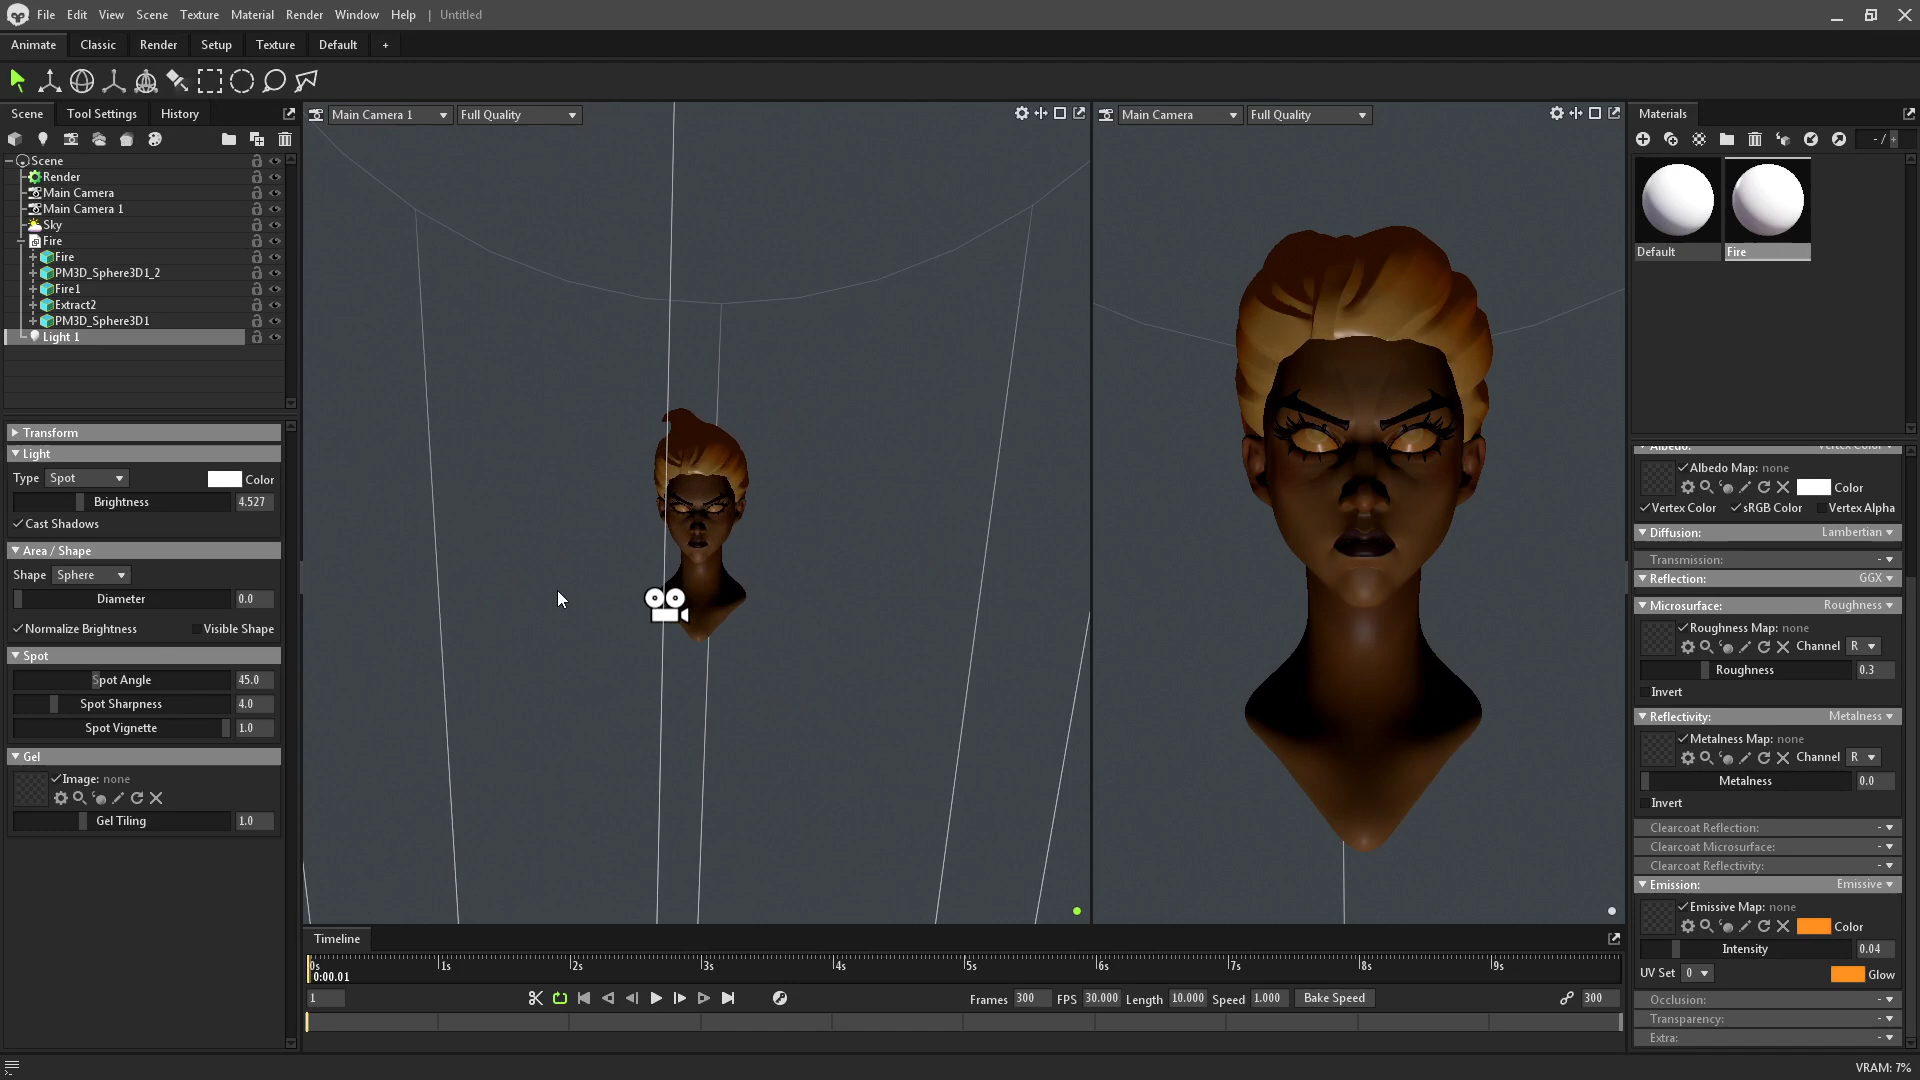 File Edit View Scene Texture Material Render Window Help | Untitled
Animate Classic Render Setup Texture Default +
Scene Tool Settings History
Scene
Render
Main Camera
Main Camera 1
Sky
Fire
Fire
PM3D_Sphere3D1_2
Fire1
Extract2
PM3D_Sphere3D1
Light 1
Transform
Light
Type Spot Color
Brightness 4.527
Cast Shadows
Area / Shape
Shape Sphere
Diameter 0.0
Normalize Brightness Visible Shape
Spot
Spot Angle 45.0
Spot Sharpness 4.0
Spot Vignette 1.0
Gel
Image: none
Gel Tiling 1.0
Main Camera 1 Full Quality
Main Camera Full Quality
Timeline
0s 1s 2s 3s 4s 5s 6s 7s 8s 9s
0:00.01
1 Frames 300 FPS 30.000 Length 10.000 Speed 1.000 Bake Speed 300
Materials
- / +
Default Fire
Albedo: Vertex Color
Albedo Map: none
Color
Vertex Color sRGB Color Vertex Alpha
Diffusion: Lambertian
Transmission: -
Reflection: GGX
Microsurface: Roughness
Roughness Map: none
Channel R
Roughness 0.3
Invert
Reflectivity: Metalness
Metalness Map: none
Channel R
Metalness 0.0
Invert
Clearcoat Reflection: -
Clearcoat Microsurface: -
Clearcoat Reflectivity: -
Emission: Emissive
Emissive Map: none
Color
Intensity 0.04
UV Set 0 Glow
Occlusion: -
Transparency: -
Extra: -
VRAM: 7%